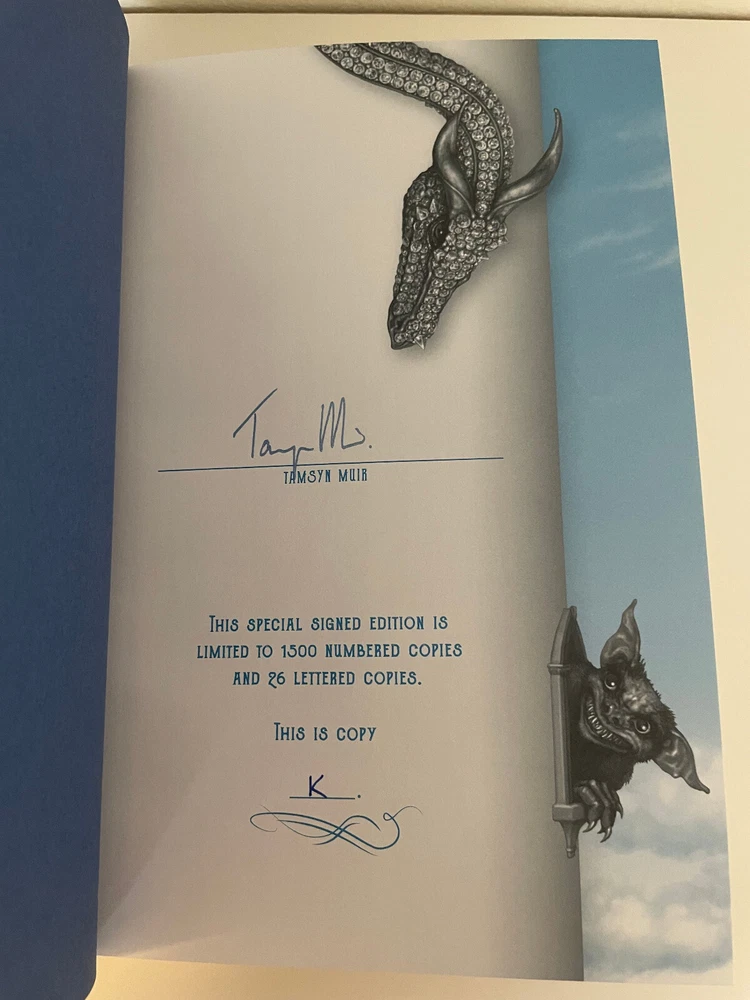 Tamsyn M.
TAMSYN MUIR
THIS SPECIAL SIGNED EDITION IS
LIMITED TO 1500 NUMBERED COPIES
AND 26 LETTERED COPIES.
THIS IS COPY
K.